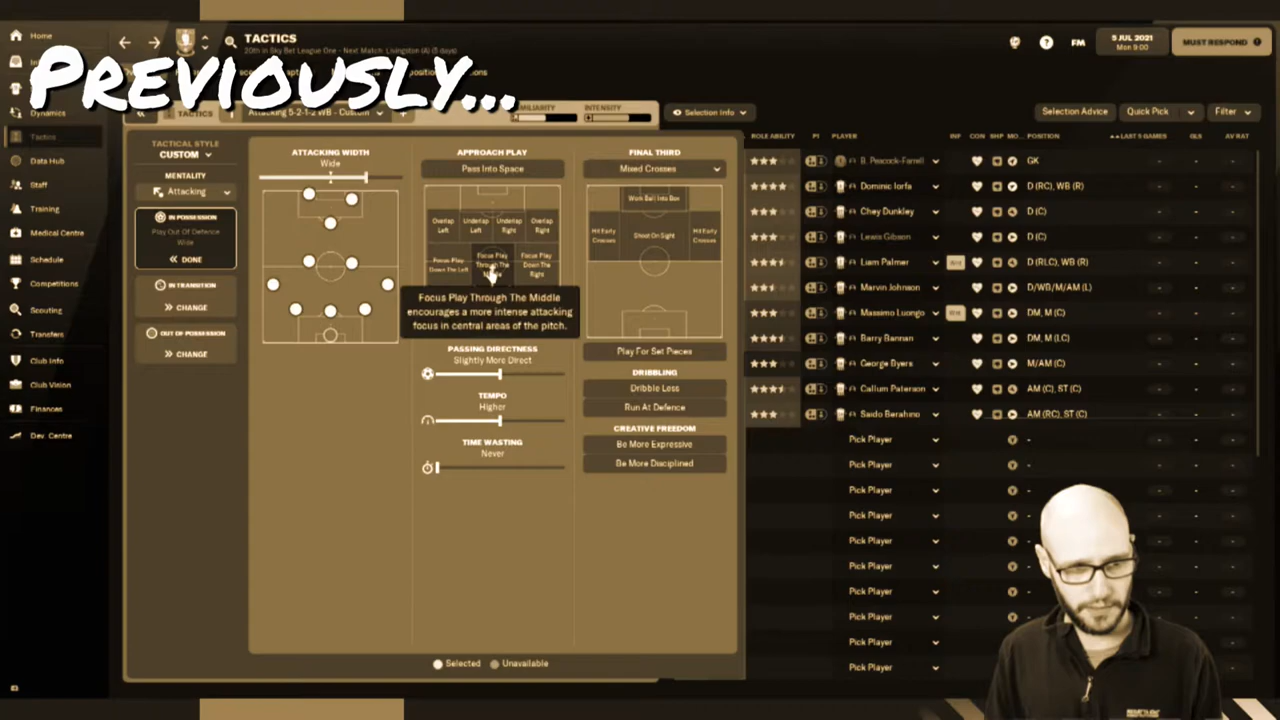 Home
TACTICS
20th in Sky Bet League One - Next Match: Livingston (A) (5 days)
FM
5 JUL 2021
Mon 9:00
MUST RESPOND
PREVIOUSLY...
Dynamics
TACTICS
Attacking 5-2-1-2 WB - Custom
INTENSITY
Selection Info
Selection Advice
Quick Pick
Filter
Tactics
Data Hub
Staff
Training
Medical Centre
Schedule
Competitions
Scouting
Transfers
Club Info
Club Vision
Finances
Dev. Centre
TACTICAL STYLE
CUSTOM
MENTALITY
Attacking
IN POSSESSION
Play Out Of Defence
Wide
DONE
IN TRANSITION
CHANGE
OUT OF POSSESSION
CHANGE
ATTACKING WIDTH
Wide
APPROACH PLAY
Pass Into Space
Overlap Left
Underlap Left
Underlap Right
Overlap Right
Focus Play Down The Left
Focus Play Through The
Focus Play Down The Right
Focus Play Through The Middle
encourages a more intense attacking
focus in central areas of the pitch.
PASSING DIRECTNESS
Slightly More Direct
TEMPO
Higher
TIME WASTING
Never
FINAL THIRD
Mixed Crosses
Work Ball Into Box
Hit Early Crosses
Shoot On Sight
Hit Early Crosses
Play For Set Pieces
DRIBBLING
Dribble Less
Run At Defence
CREATIVE FREEDOM
Be More Expressive
Be More Disciplined
Selected
Unavailable
ROLE ABILITY PI PLAYER INF CON SHP MO... POSITION LAST 5 GAMES GLS AV RAT
B. Peacock-Farrell GK
Dominic Iorfa D (RC), WB (R)
Chey Dunkley D (C)
Lewis Gibson D (C)
Liam Palmer D (RLC), WB (R)
Marvin Johnson D/WB/M/AM (L)
Massimo Luongo DM, M (C)
Barry Bannan DM, M (LC)
George Byers M/AM (C)
Callum Paterson AM (C), ST (C)
Saido Berahino AM (RC), ST (C)
Pick Player -
Pick Player -
Pick Player -
Pick Player -
Pick Player
Pick Player
Pick Player
Pick Player
Pick Player
Pick Player